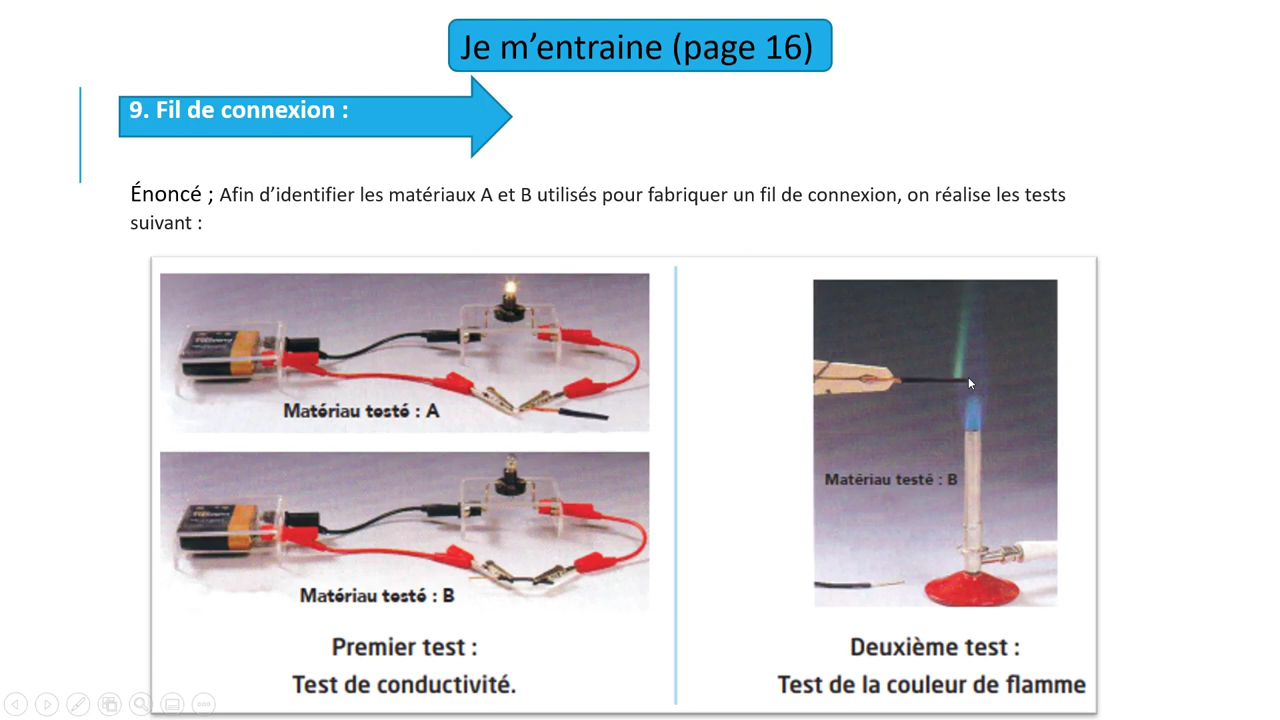 Je m’entraine (page 16)
9. Fil de connexion :
Énoncé ; Afin d’identifier les matériaux A et B utilisés pour fabriquer un fil de connexion, on réalise les tests
suivant :
Matériau testé : A
Matériau testé : B
Premier test :
Test de conductivité.
Matériau testé : B
Deuxième test :
Test de la couleur de flamme